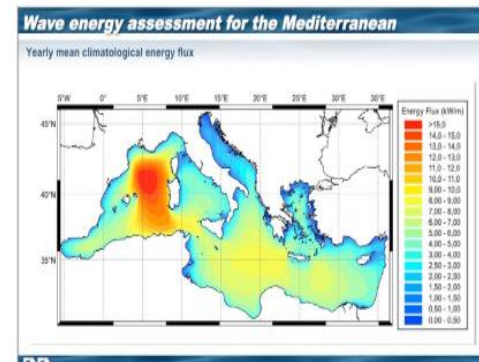 Wave energy assessment for the Mediterranean
Yearly mean climatological energy flux
5°W 0° 5°E 10°E 15°E 20°E 25°E 30°E 35°E
45°N
40°N
35°N
Energy Flux (kW/m)
>15,0
14,0 - 15,0
13,0 - 14,0
12,0 - 13,0
11,0 - 12,0
10,0 - 11,0
9,00 - 10,0
8,00 - 9,00
7,00 - 8,00
6,00 - 7,00
5,00 - 6,00
4,00 - 5,00
3,00 - 4,00
2,50 - 3,00
2,00 - 2,50
1,50 - 2,00
1,00 - 1,50
0,50 - 1,00
0,00 - 0,50